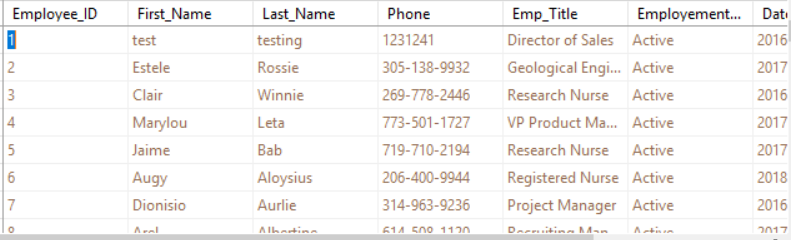 Employee_ID First_Name Last_Name Phone Emp_Title Employement... Date
1 test testing 1231241 Director of Sales Active 2016
2 Estele Rossie 305-138-9932 Geological Engi... Active 2017
3 Clair Winnie 269-778-2446 Research Nurse Active 2016
4 Marylou Leta 773-501-1727 VP Product Ma... Active 2017
5 Jaime Bab 719-710-2194 Research Nurse Active 2017
6 Augy Aloysius 206-400-9944 Registered Nurse Active 2018
7 Dionisio Aurlie 314-963-9236 Project Manager Active 2016
8 Arel Albertine 614-508-1120 Recruiting Man... Active 2017